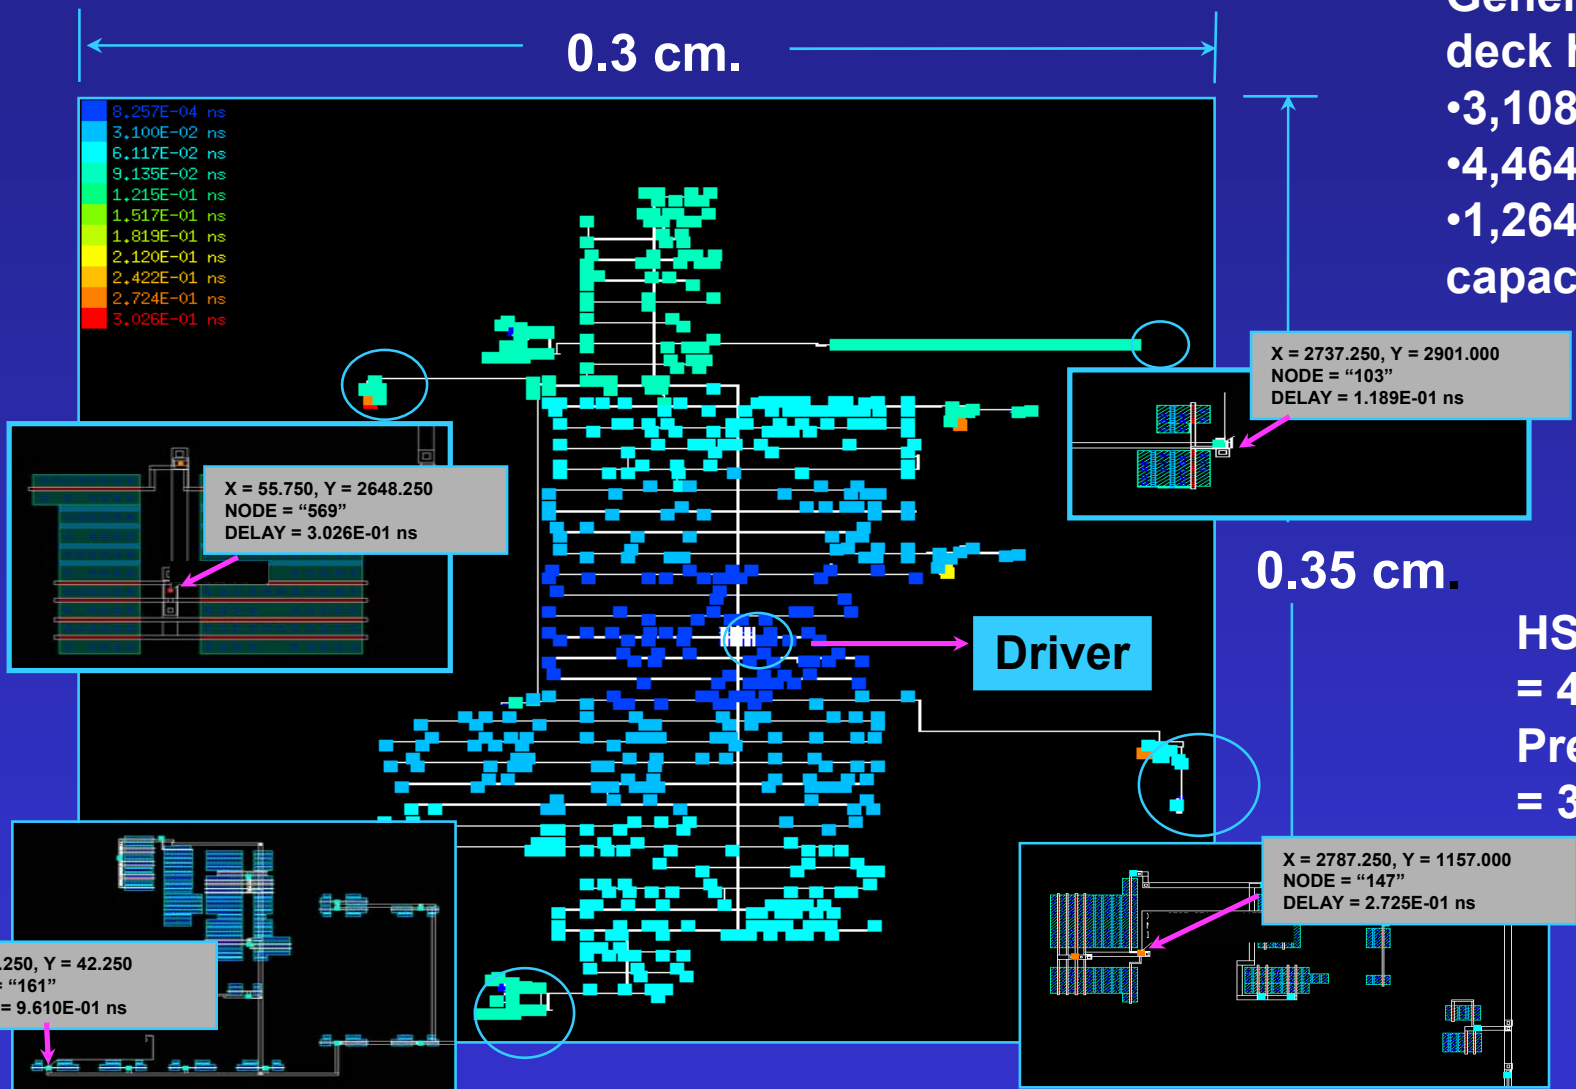 Gener
deck h
0.3 cm.
•3,108
•4,464
•1,264
capac
8.257E-04 ns
3.100E-02 ns
6.117E-02 ns
9.135E-02 ns
1.215E-01 ns
1.517E-01 ns
1.819E-01 ns
2.120E-01 ns
2.422E-01 ns
2.724E-01 ns
3.026E-01 ns
X = 2737.250, Y = 2901.000
NODE = “103”
DELAY = 1.189E-01 ns
X = 55.750, Y = 2648.250
NODE = “569”
DELAY = 3.026E-01 ns
0.35 cm.
Driver
HS
= 4
Pre
= 3
X = 2787.250, Y = 1157.000
NODE = “147”
DELAY = 2.725E-01 ns
.250, Y = 42.250
= “161”
= 9.610E-01 ns